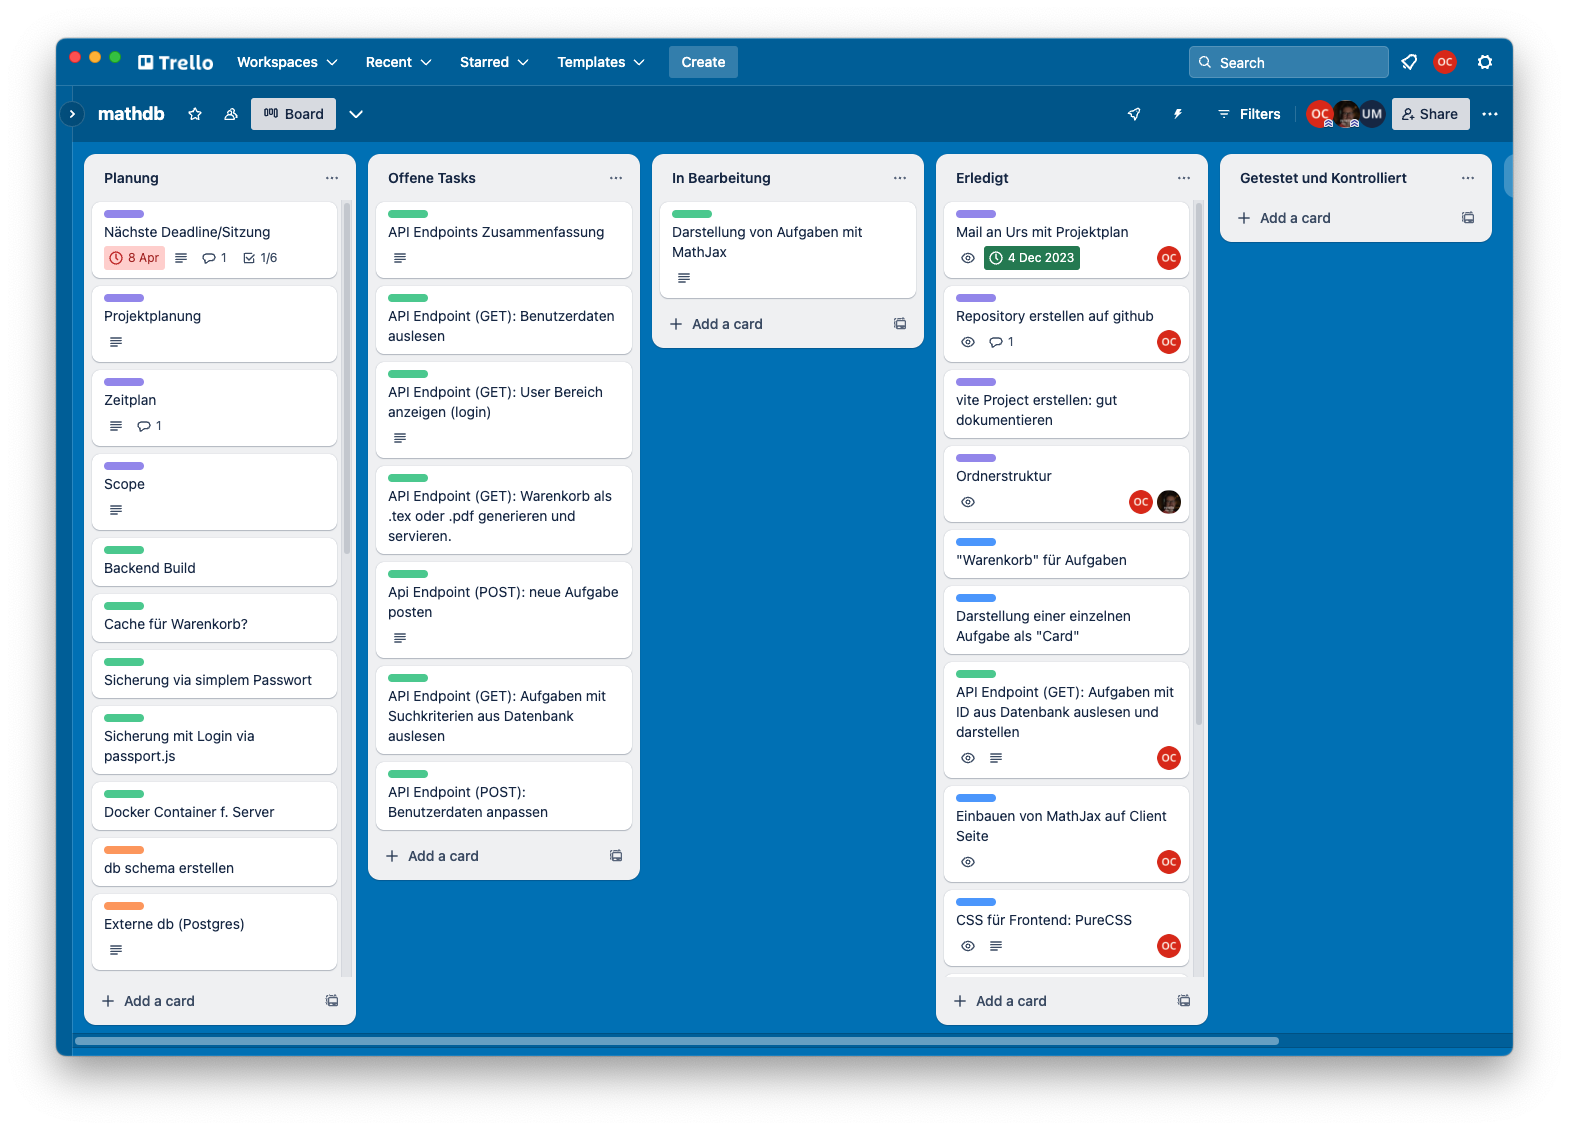 Trello
Workspaces
Recent
Starred
Templates
Create
Search
OC
mathdb
Board
Filters
OC
UM
Share
Planung
Nächste Deadline/Sitzung
8 Apr
1
1/6
Projektplanung
Zeitplan
1
Scope
Backend Build
Cache für Warenkorb?
Sicherung via simplem Passwort
Sicherung mit Login via
passport.js
Docker Container f. Server
db schema erstellen
Externe db (Postgres)
Add a card
Offene Tasks
API Endpoints Zusammenfassung
API Endpoint (GET): Benutzerdaten
auslesen
API Endpoint (GET): User Bereich
anzeigen (login)
API Endpoint (GET): Warenkorb als
.tex oder .pdf generieren und
servieren.
Api Endpoint (POST): neue Aufgabe
posten
API Endpoint (GET): Aufgaben mit
Suchkriterien aus Datenbank
auslesen
API Endpoint (POST):
Benutzerdaten anpassen
Add a card
In Bearbeitung
Darstellung von Aufgaben mit
MathJax
Add a card
Erledigt
Mail an Urs mit Projektplan
4 Dec 2023
OC
Repository erstellen auf github
1
OC
vite Project erstellen: gut
dokumentieren
Ordnerstruktur
OC
"Warenkorb" für Aufgaben
Darstellung einer einzelnen
Aufgabe als "Card"
API Endpoint (GET): Aufgaben mit
ID aus Datenbank auslesen und
darstellen
OC
Einbauen von MathJax auf Client
Seite
OC
CSS für Frontend: PureCSS
OC
Add a card
Getestet und Kontrolliert
Add a card